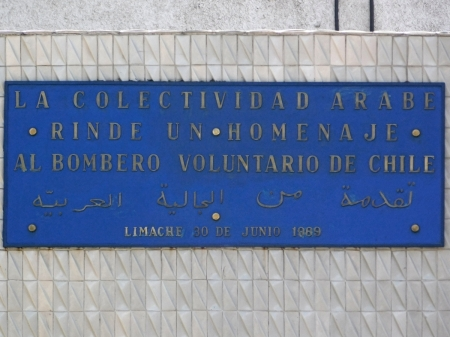 LA COLECTIVIDAD ARABE
RINDE UN HOMENAJE
AL BOMBERO VOLUNTARIO DE CHILE
تقدمة من الجالية العربيّة
LIMACHE 30 DE JUNIO 1989